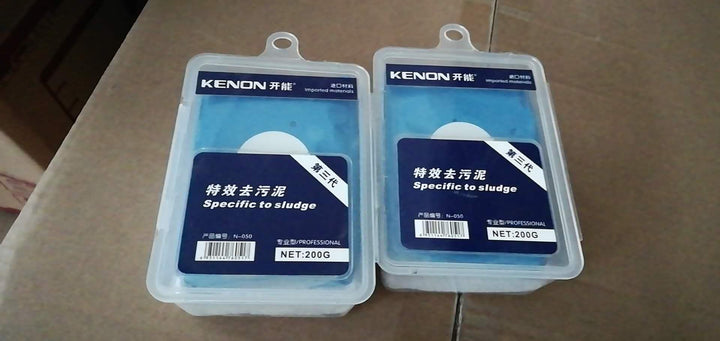 KENON 开能®
进口材料
imported materials
第三代
特效去污泥
Specific to sludge
产品编号: N-050
专业型/PROFESSIONAL
NET:200G
KENON 开能®
进口材料
imported materials
第三代
特效去污泥
Specific to sludge
产品编号: N-050
专业型/PROFESSIONAL
NET:200G